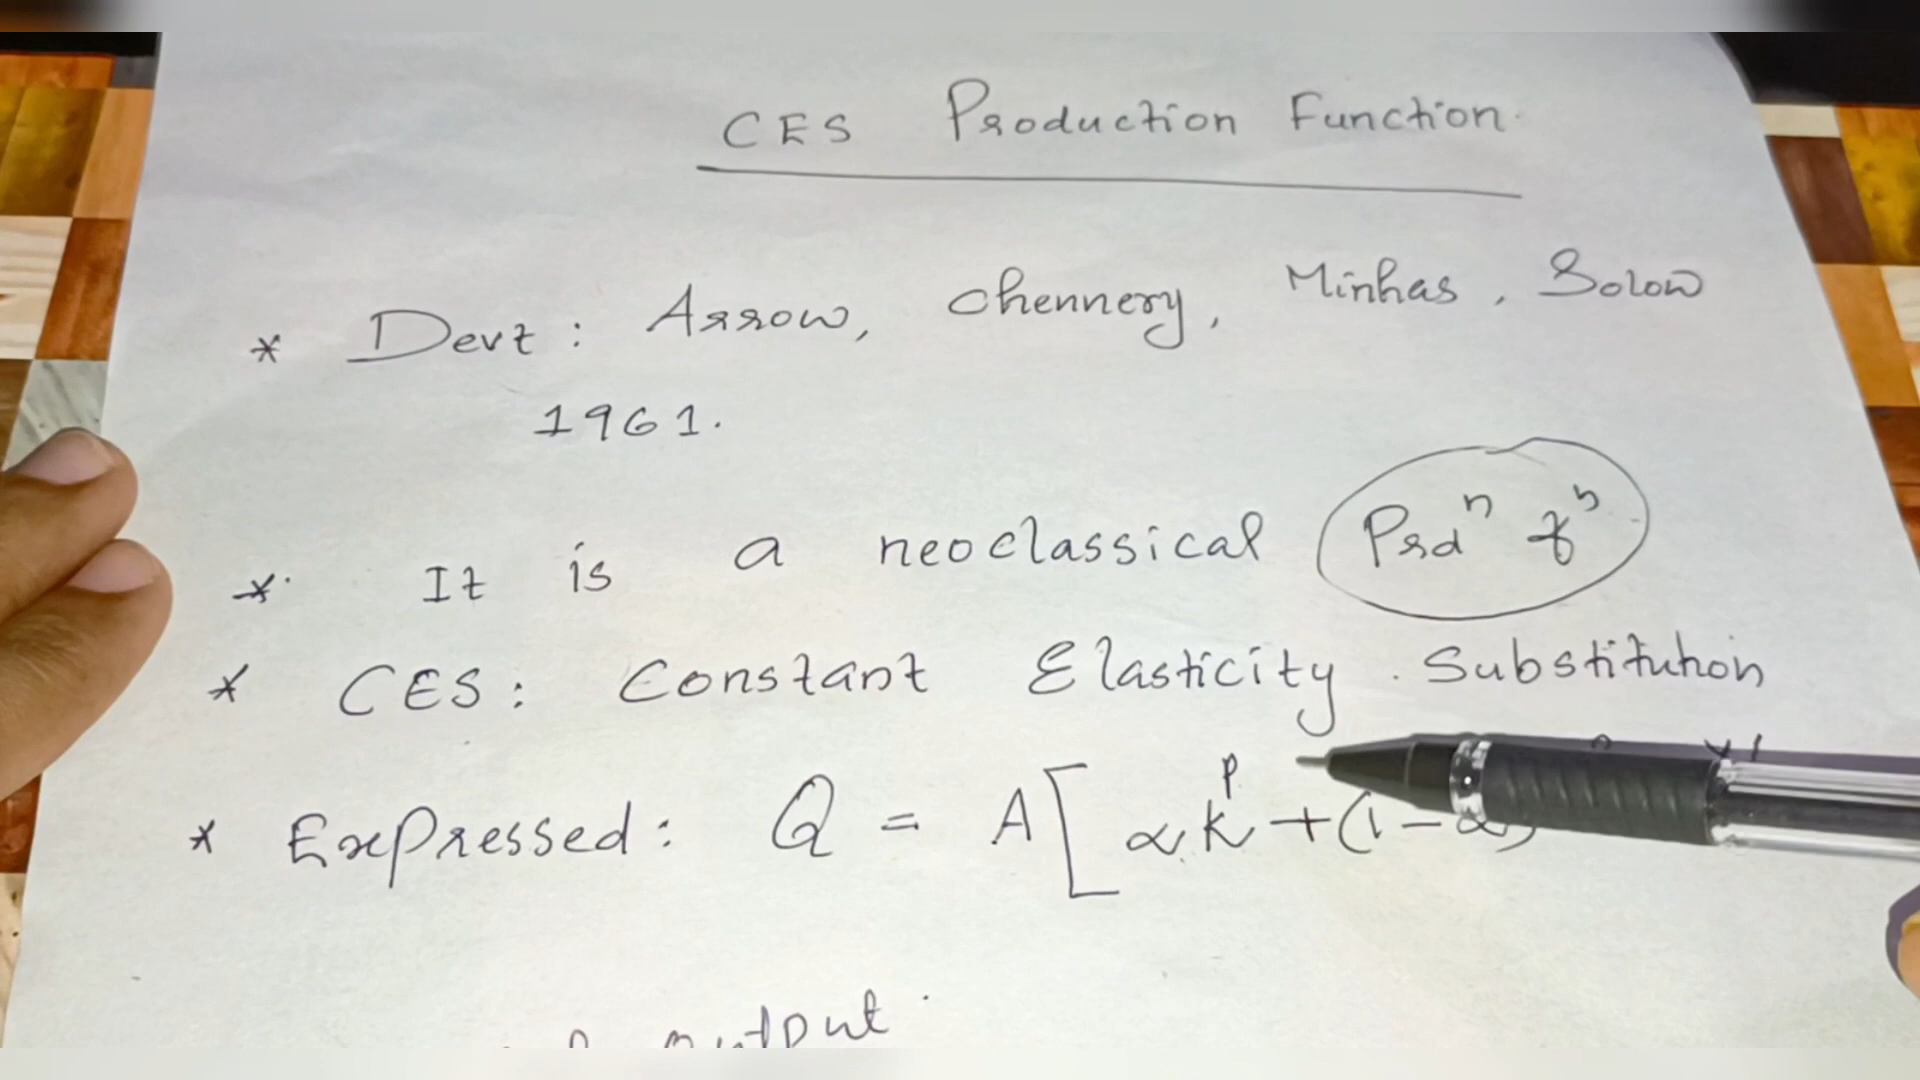 CES Production Function.
* Devt : Arrow, Chennery, Minhas, Solow
1961.
* It is a neoclassical Prdⁿ fⁿ
* CES : Constant Elasticity Substitution
* Expressed : Q = A[αk^p + (1-α)
output